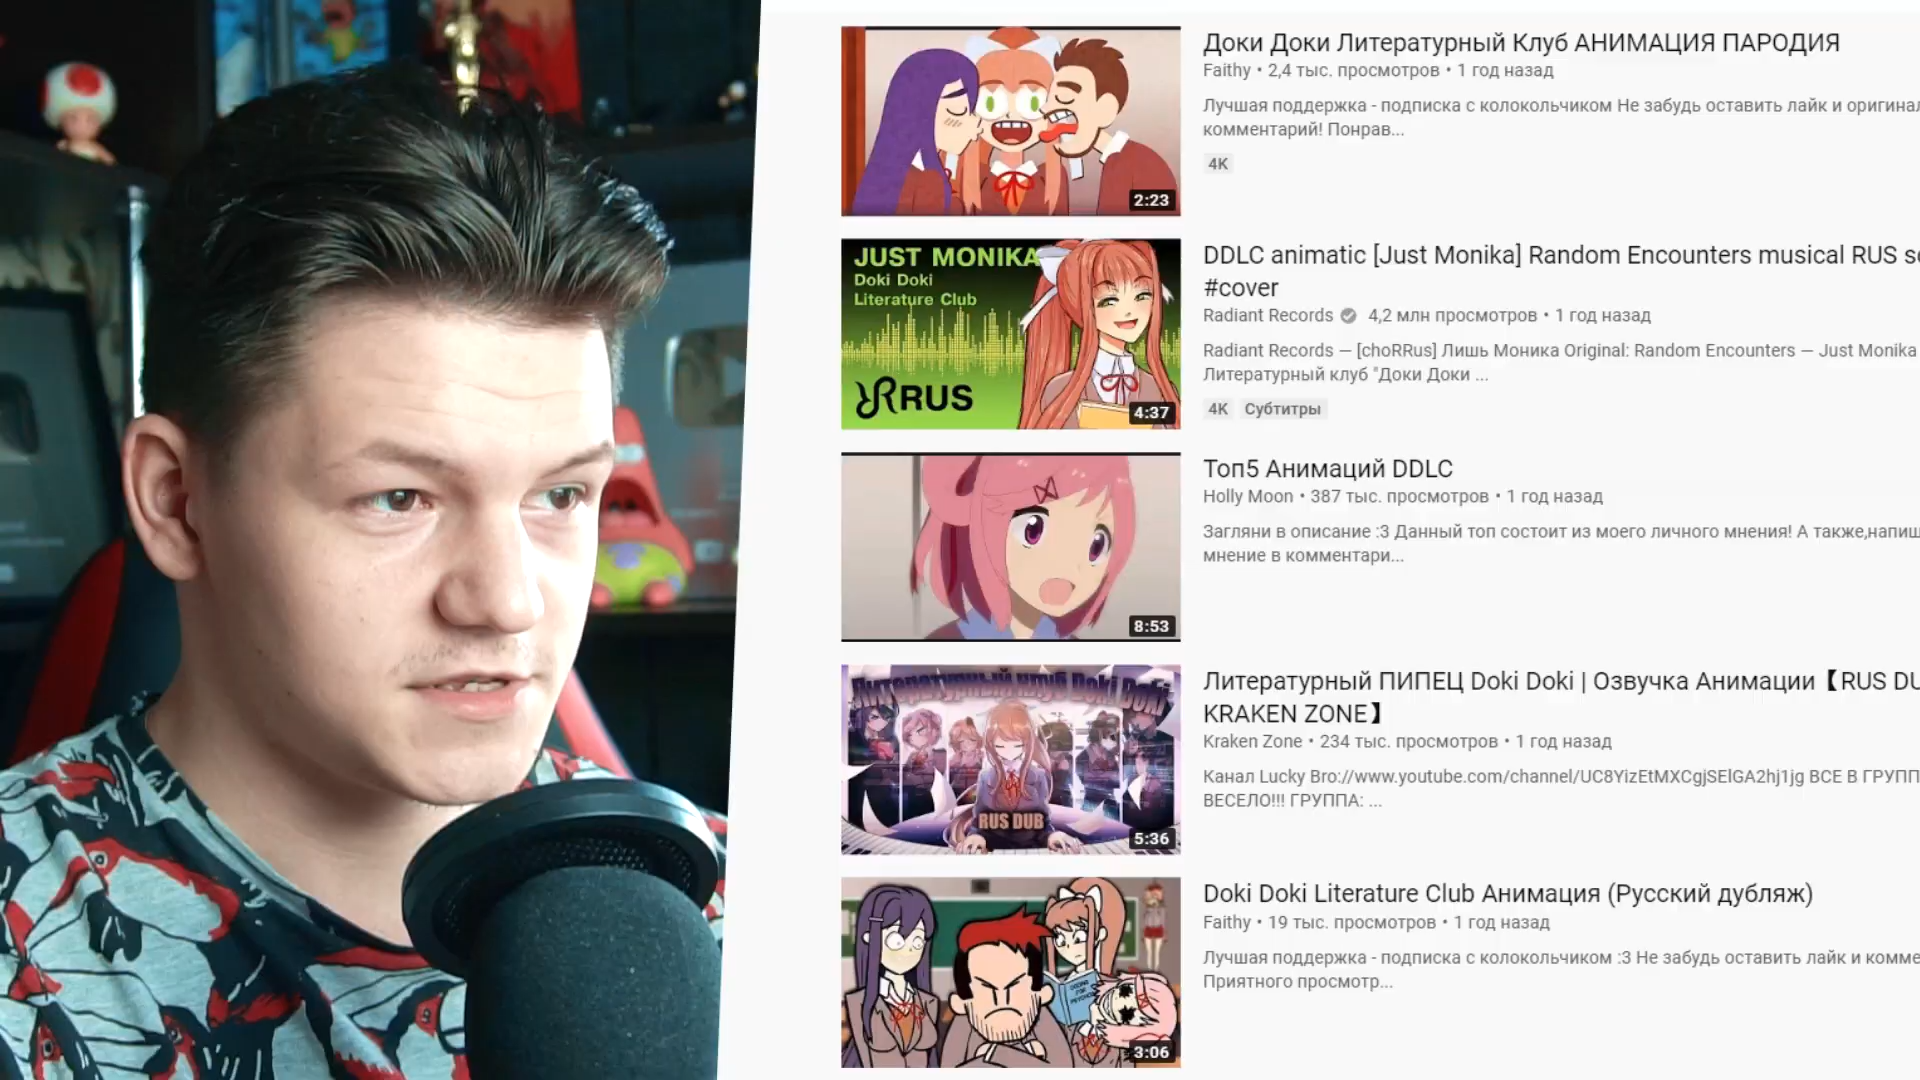 Доки Доки Литературный Клуб АНИМАЦИЯ ПАРОДИЯ
Faithy • 2,4 тыс. просмотров • 1 год назад
Лучшая поддержка - подписка с колокольчиком Не забудь оставить лайк и оригинал
комментарий! Понрав...
4K
2:23
JUST MONIKA
Doki Doki
Literature Club
RUS
4:37
DDLC animatic [Just Monika] Random Encounters musical RUS
#cover
Radiant Records 4,2 млн просмотров • 1 год назад
Radiant Records — [choRRus] Лишь Моника Original: Random Encounters — Just Monika
Литературный клуб "Доки Доки ...
4K Субтитры
8:53
Топ5 Анимаций DDLC
Holly Moon • 387 тыс. просмотров • 1 год назад
Загляни в описание :3 Данный топ состоит из моего личного мнения! А также,напиш
мнение в комментари...
Литературный клуб Doki Doki
RUS DUB
5:36
Литературный ПИПЕЦ Doki Doki | Озвучка Анимации【RUS DU
KRAKEN ZONE】
Kraken Zone • 234 тыс. просмотров • 1 год назад
Канал Lucky Bro://www.youtube.com/channel/UC8YizEtMXCgjSElGA2hj1jg ВСЕ В ГРУПП
ВЕСЕЛО!!! ГРУППА: ...
3:06
Doki Doki Literature Club Анимация (Русский дубляж)
Faithy • 19 тыс. просмотров • 1 год назад
Лучшая поддержка - подписка с колокольчиком :3 Не забудь оставить лайк и комме
Приятного просмотр...